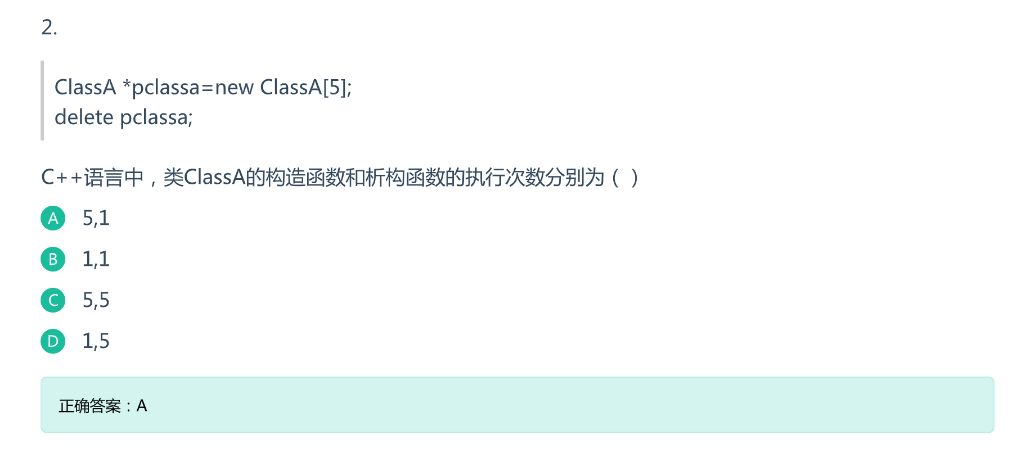 2.
ClassA *pclassa=new ClassA[5];
delete pclassa;
C++语言中，类ClassA的构造函数和析构函数的执行次数分别为（ ）
A 5,1
B 1,1
C 5,5
D 1,5
正确答案：A